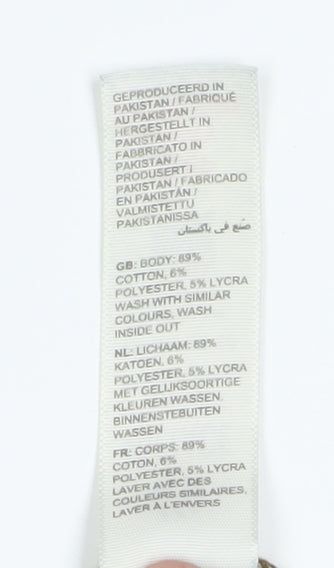 GEPRODUCEERD IN
PAKISTAN / FABRIQUÉ
AU PAKISTAN /
HERGESTELLT IN
PAKISTAN /
FABBRICATO IN
PAKISTAN /
PRODUSERT I
PAKISTAN / FABRICADO
EN PAKISTÁN /
VALMISTETTU
PAKISTANISSA
صنع في باكستان
GB: BODY: 89%
COTTON, 6%
POLYESTER, 5% LYCRA
WASH WITH SIMILAR
COLOURS, WASH
INSIDE OUT
NL: LICHAAM: 89%
KATOEN, 6%
POLYESTER, 5% LYCRA
MET GELIJKSOORTIGE
KLEUREN WASSEN,
BINNENSTEBUITEN
WASSEN
FR: CORPS: 89%
COTON, 6%
POLYESTER, 5% LYCRA
LAVER AVEC DES
COULEURS SIMILAIRES,
LAVER À L'ENVERS